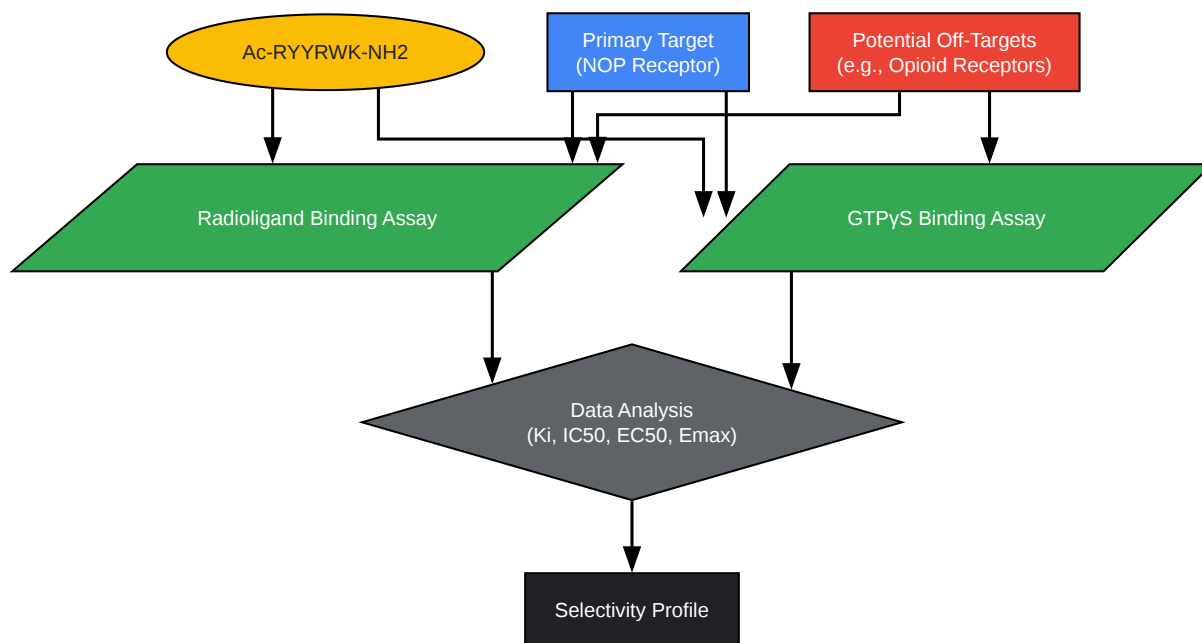 Ac-RYYRWK-NH2
Primary Target
(NOP Receptor)
Potential Off-Targets
(e.g., Opioid Receptors)
Radioligand Binding Assay
GTPγS Binding Assay
Data Analysis
(Ki, IC50, EC50, Emax)
Selectivity Profile